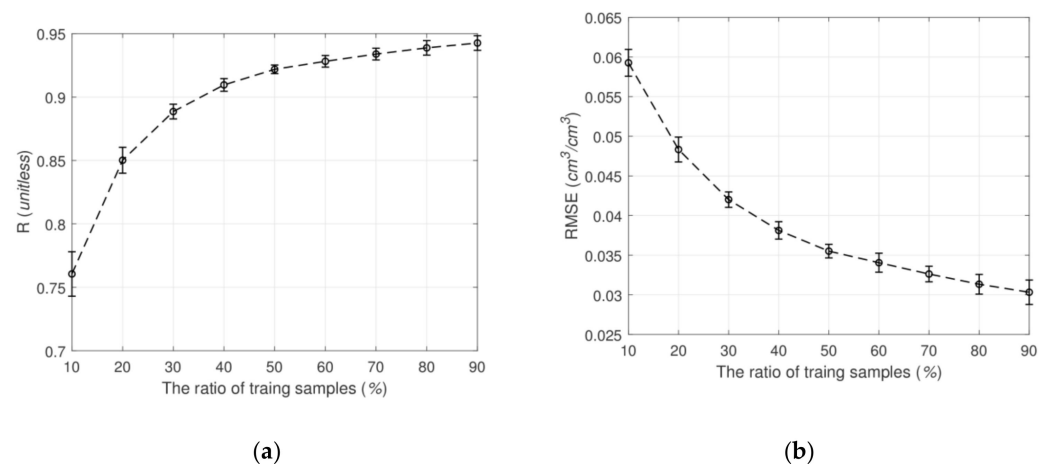 0.95
0.9
0.85
0.8
0.75
0.7
R (unitless)
10 20 30 40 50 60 70 80 90
The ratio of traing samples (%)
(a)
0.065
0.06
0.055
0.05
0.045
0.04
0.035
0.03
0.025
RMSE (cm³/cm³)
10 20 30 40 50 60 70 80 90
The ratio of traing samples (%)
(b)